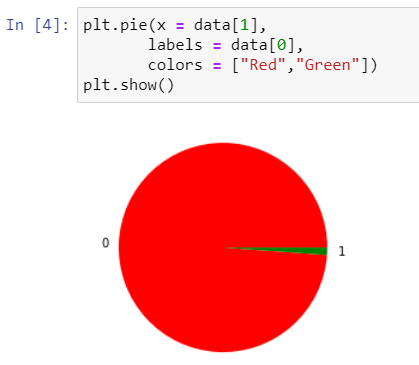 In [4]: plt.pie(x = data[1],
labels = data[0],
colors = ["Red","Green"])
plt.show()
0
1